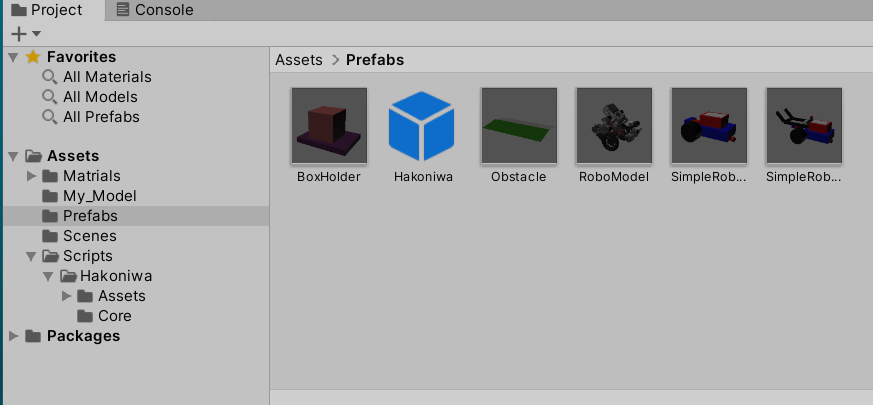 Project
Console
Favorites
All Materials
All Models
All Prefabs
Assets
Matrials
My_Model
Prefabs
Scenes
Scripts
Hakoniwa
Assets
Core
Packages
Assets > Prefabs
BoxHolder
Hakoniwa
Obstacle
RoboModel
SimpleRob...
SimpleRob...